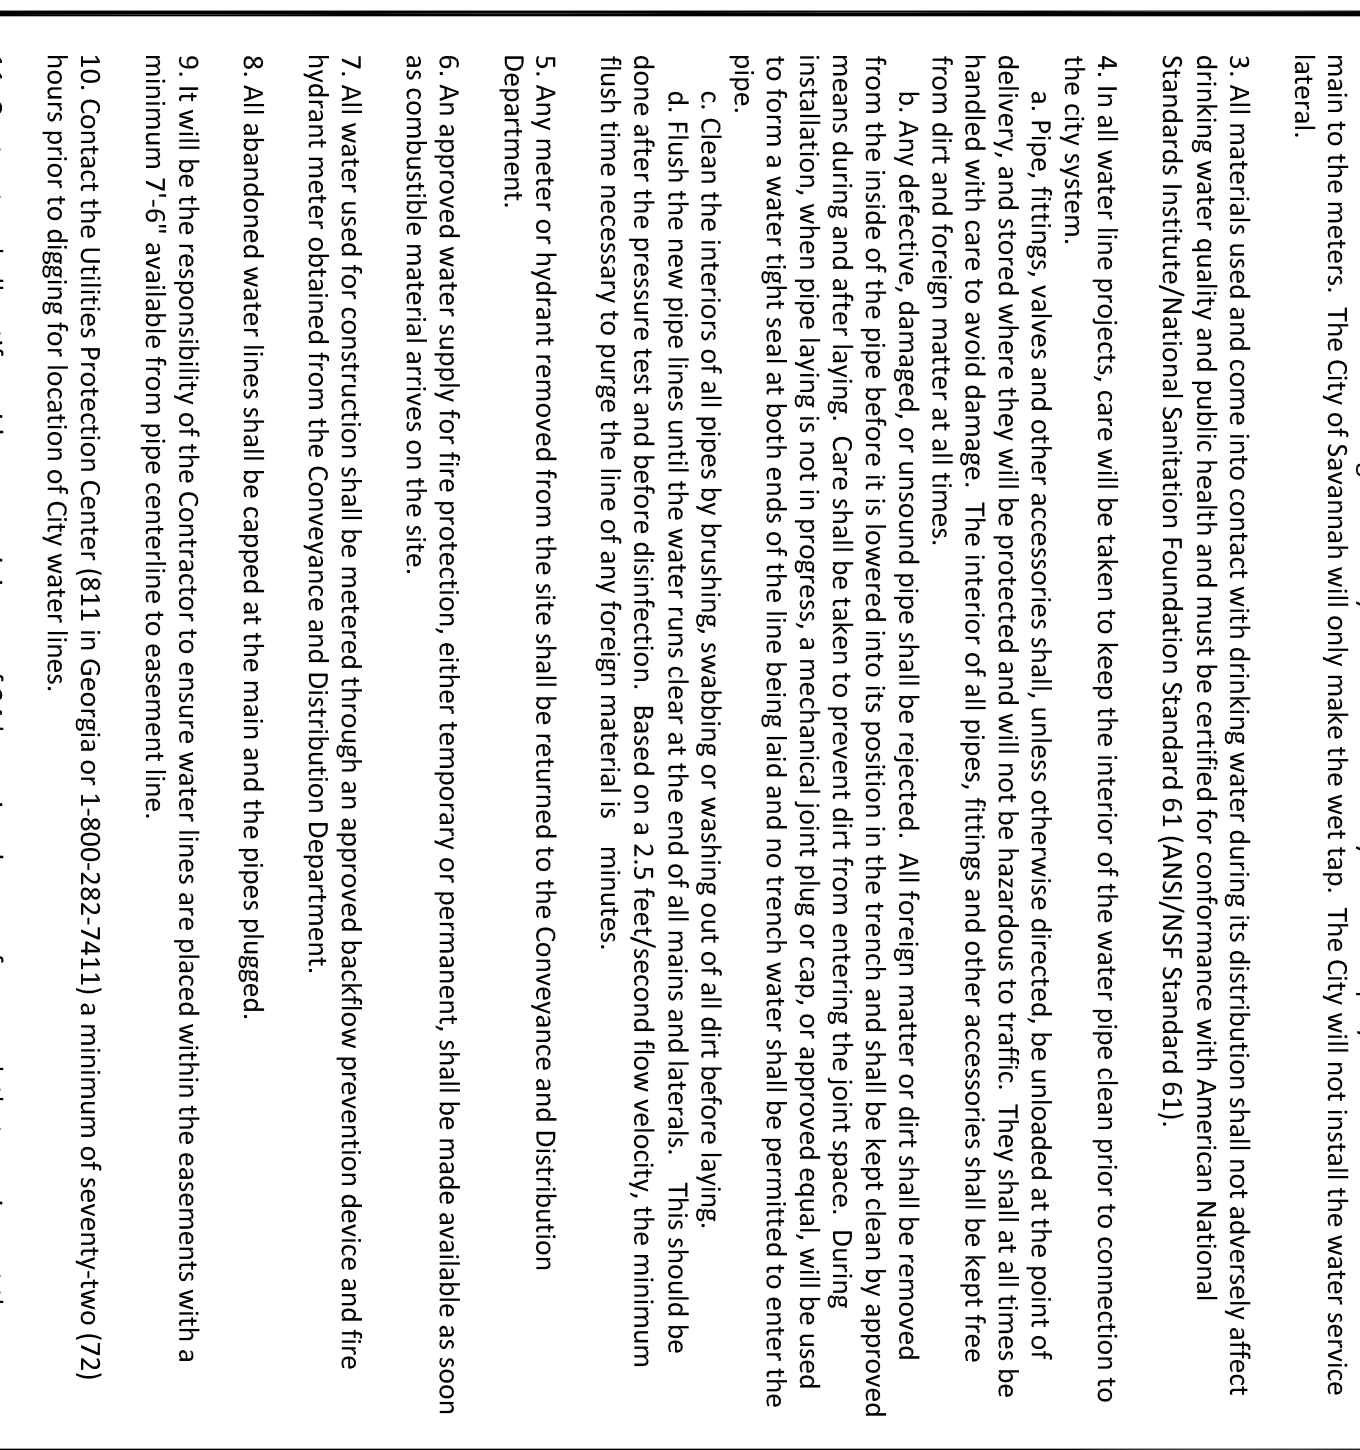 main to the meters.  The City of Savannah will only make the wet tap.  The City will not install the water service
lateral.
3. All materials used and come into contact with drinking water during its distribution shall not adversely affect
drinking water quality and public health and must be certified for conformance with American National
Standards Institute/National Sanitation Foundation Standard 61 (ANSI/NSF Standard 61).
4. In all water line projects, care will be taken to keep the interior of the water pipe clean prior to connection to
the city system.
a. Pipe, fittings, valves and other accessories shall, unless otherwise directed, be unloaded at the point of
delivery, and stored where they will be protected and will not be hazardous to traffic.  They shall at all times be
handled with care to avoid damage.  The interior of all pipes, fittings and other accessories shall be kept free
from dirt and foreign matter at all times.
b. Any defective, damaged, or unsound pipe shall be rejected.  All foreign matter or dirt shall be removed
from the inside of the pipe before it is lowered into its position in the trench and shall be kept clean by approved
means during and after laying.  Care shall be taken to prevent dirt from entering the joint space.  During
installation, when pipe laying is not in progress, a mechanical joint plug or cap, or approved equal, will be used
to form a water tight seal at both ends of the line being laid and no trench water shall be permitted to enter the
pipe.
c. Clean the interiors of all pipes by brushing, swabbing or washing out of all dirt before laying.
d. Flush the new pipe lines until the water runs clear at the end of all mains and laterals.   This should be
done after the pressure test and before disinfection.  Based on a 2.5 feet/second flow velocity, the minimum
flush time necessary to purge the line of any foreign material is    minutes.
5. Any meter or hydrant removed from the site shall be returned to the Conveyance and Distribution
Department.
6. An approved water supply for fire protection, either temporary or permanent, shall be made available as soon
as combustible material arrives on the site.
7. All water used for construction shall be metered through an approved backflow prevention device and fire
hydrant meter obtained from the Conveyance and Distribution Department.
8. All abandoned water lines shall be capped at the main and the pipes plugged.
9. It will be the responsibility of the Contractor to ensure water lines are placed within the easements with a
minimum 7'-6" available from pipe centerline to easement line.
10. Contact the Utilities Protection Center (811 in Georgia or 1-800-282-7411) a minimum of seventy-two (72)
hours prior to digging for location of City water lines.